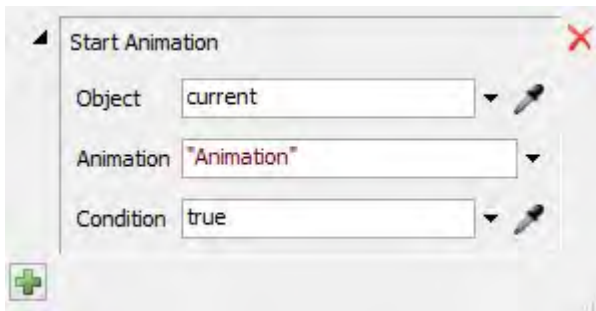 Start Animation
Object current
Animation "Animation"
Condition true